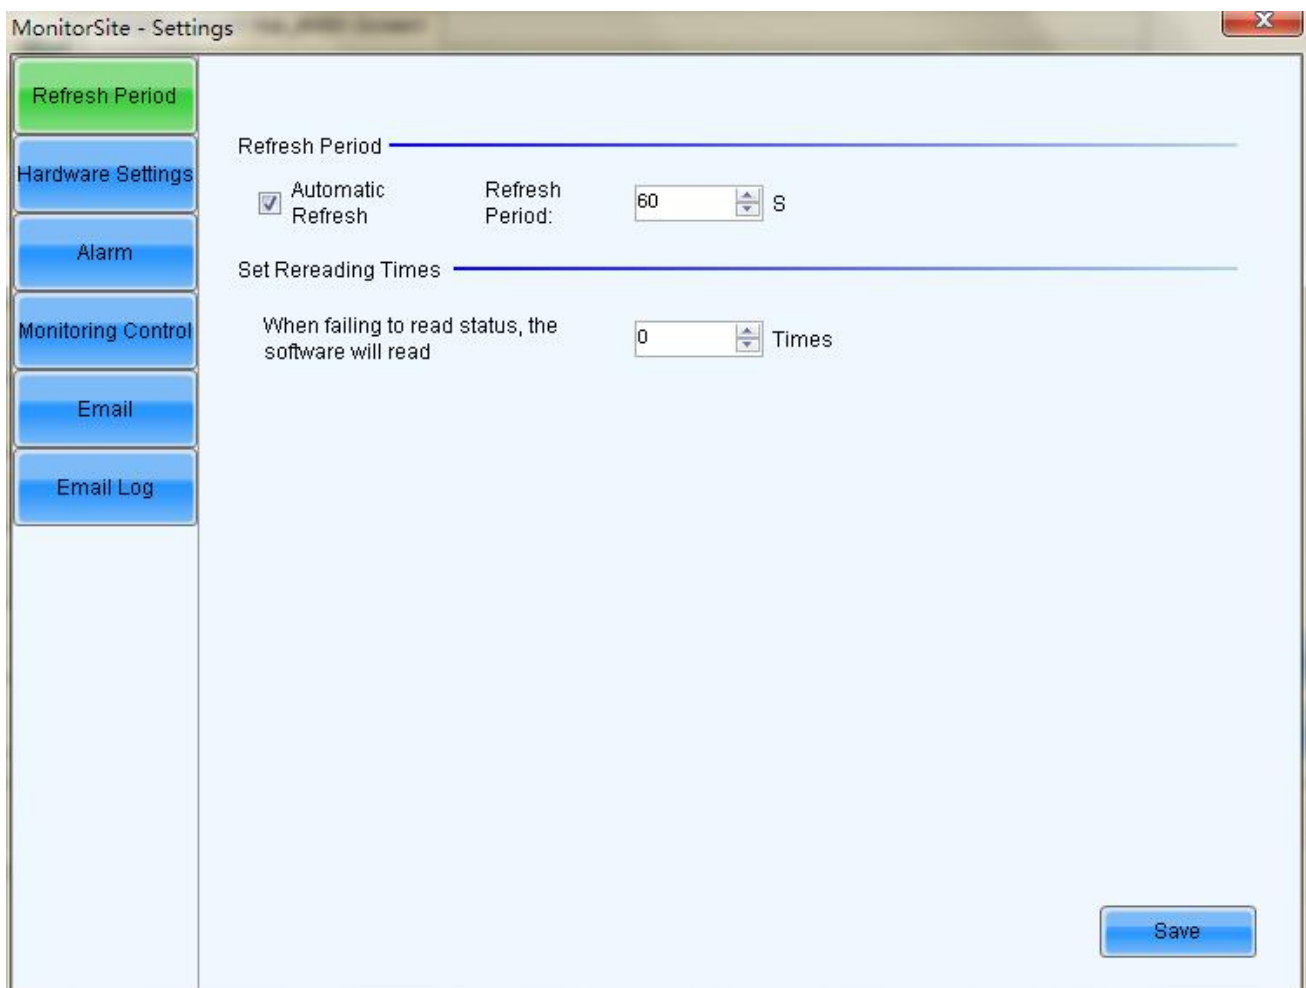 MonitorSite - Settings
X
Refresh Period
Hardware Settings
Alarm
Monitoring Control
Email
Email Log
Refresh Period
Automatic
Refresh
Refresh
Period:
60
S
Set Rereading Times
When failing to read status, the
software will read
0
Times
Save